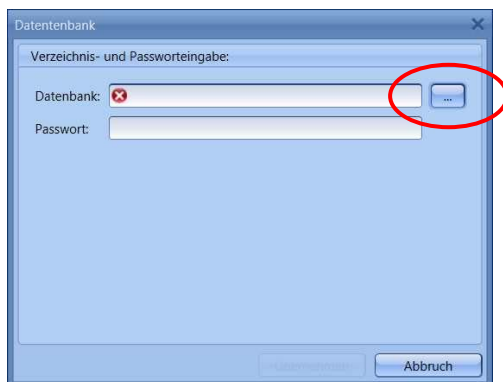 Datentenbank
Verzeichnis- und Passworteingabe:
Datenbank:
...
Passwort:
Abbruch